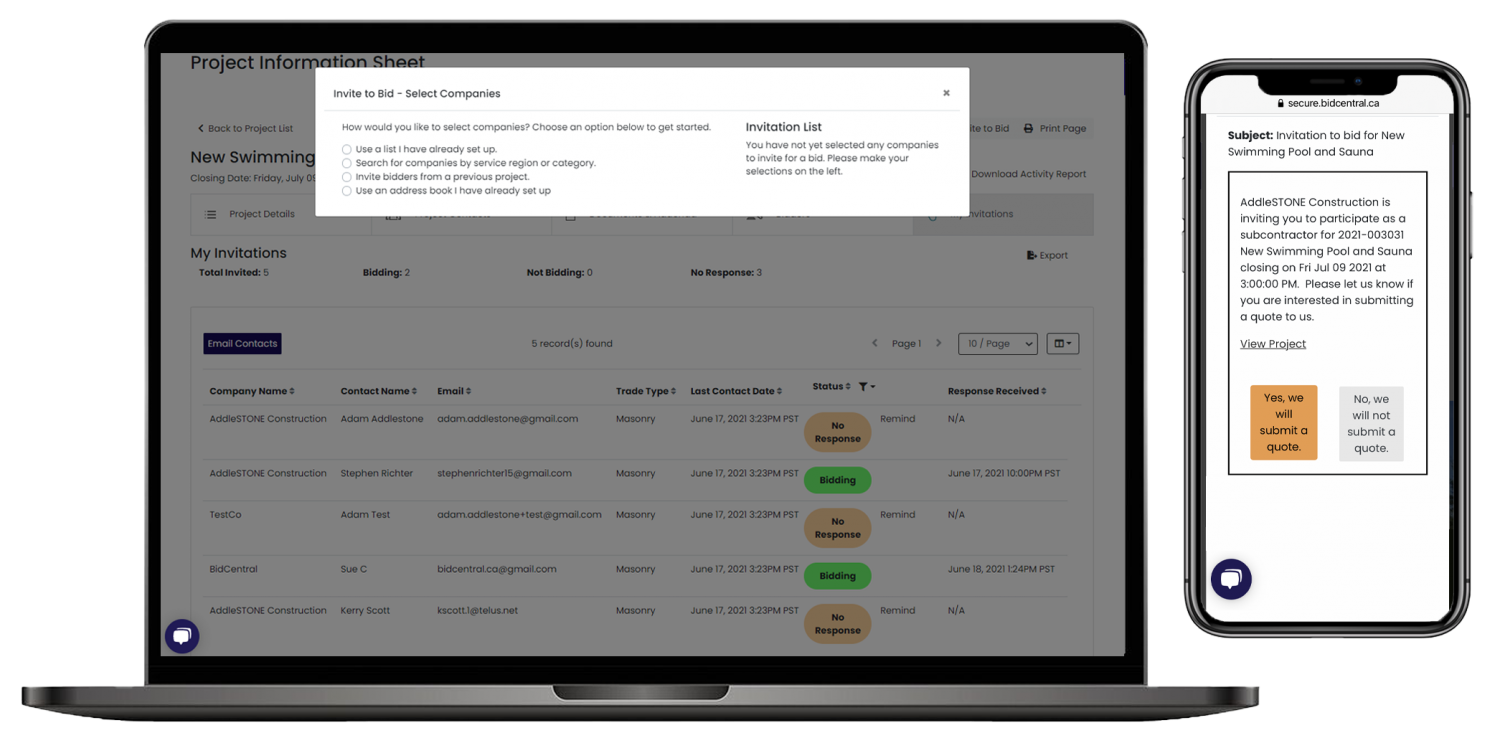 Project Information Sheet
Invite to Bid - Select Companies
×
How would you like to select companies? Choose an option below to get started.
Use a list I have already set up.
Search for companies by service region or category.
Invite bidders from a previous project.
Use an address book I have already set up
Invitation List
You have not yet selected any companies
to invite for a bid. Please make your
selections on the left.
Back to Project List
to Bid
Print Page
New Swimming
Closing Date: Friday, July
Download Activity Report
Project Details
My Invitations
Export
Total Invited: 5 Bidding: 2 Not Bidding: 0 No Response: 3
Email Contacts
5 record(s) found
Page 1
10 / Page
Company Name Contact Name Email Trade Type Last Contact Date Status Response Received
AddleSTONE Construction Adam Addlestone adam.addlestone@gmail.com Masonry June 17, 2021 3:23PM PST No Remind N/A
Response
AddleSTONE Construction Stephen Richter stephenrichter15@gmail.com Masonry June 17, 2021 3:23PM PST Bidding June 17, 2021 10:00PM PST
TestCo Adam Test adam.addlestone+test@gmail.com Masonry June 17, 2021 3:23PM PST No Remind N/A
Response
BidCentral Sue C bidcentral.ca@gmail.com Masonry June 17, 2021 3:23PM PST Bidding June 18, 2021 1:24PM PST
AddleSTONE Construction Kerry Scott kscott.1@telus.net Masonry June 17, 2021 3:23PM PST No Remind N/A
Response
secure.bidcentral.ca
Subject: Invitation to bid for New
Swimming Pool and Sauna
AddleSTONE Construction is
inviting you to participate as a
subcontractor for 2021-003031
New Swimming Pool and Sauna
closing on Fri Jul 09 2021 at
3:00:00 PM. Please let us know if
you are interested in submitting
a quote to us.
View Project
Yes, we
will
submit a
quote.
No, we
will not
submit a
quote.